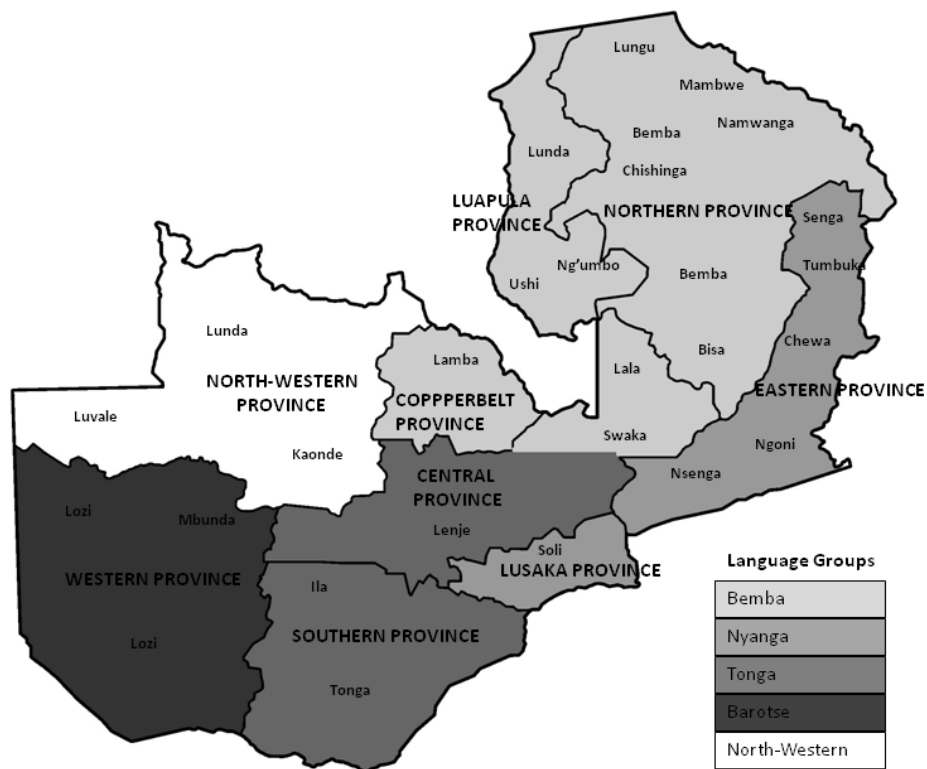 Lungu
Mambwe
Namwanga
Bemba
Lunda
Chishinga
LUAPULA
PROVINCE
NORTHERN PROVINCE
Senga
Ng'umbo
Tumbuka
Ushi
Bemba
Lunda
Lamba
Bisa
Chewa
Lala
NORTH-WESTERN
PROVINCE
COPPPERBELT
PROVINCE
EASTERN PROVINCE
Luvale
Swaka
Ngoni
Kaonde
CENTRAL
PROVINCE
Nsenga
Lozi
Mbunda
Lenje
Soli
WESTERN PROVINCE
LUSAKA PROVINCE
Ila
SOUTHERN PROVINCE
Lozi
Tonga
Language Groups
Bemba
Nyanga
Tonga
Barotse
North-Western